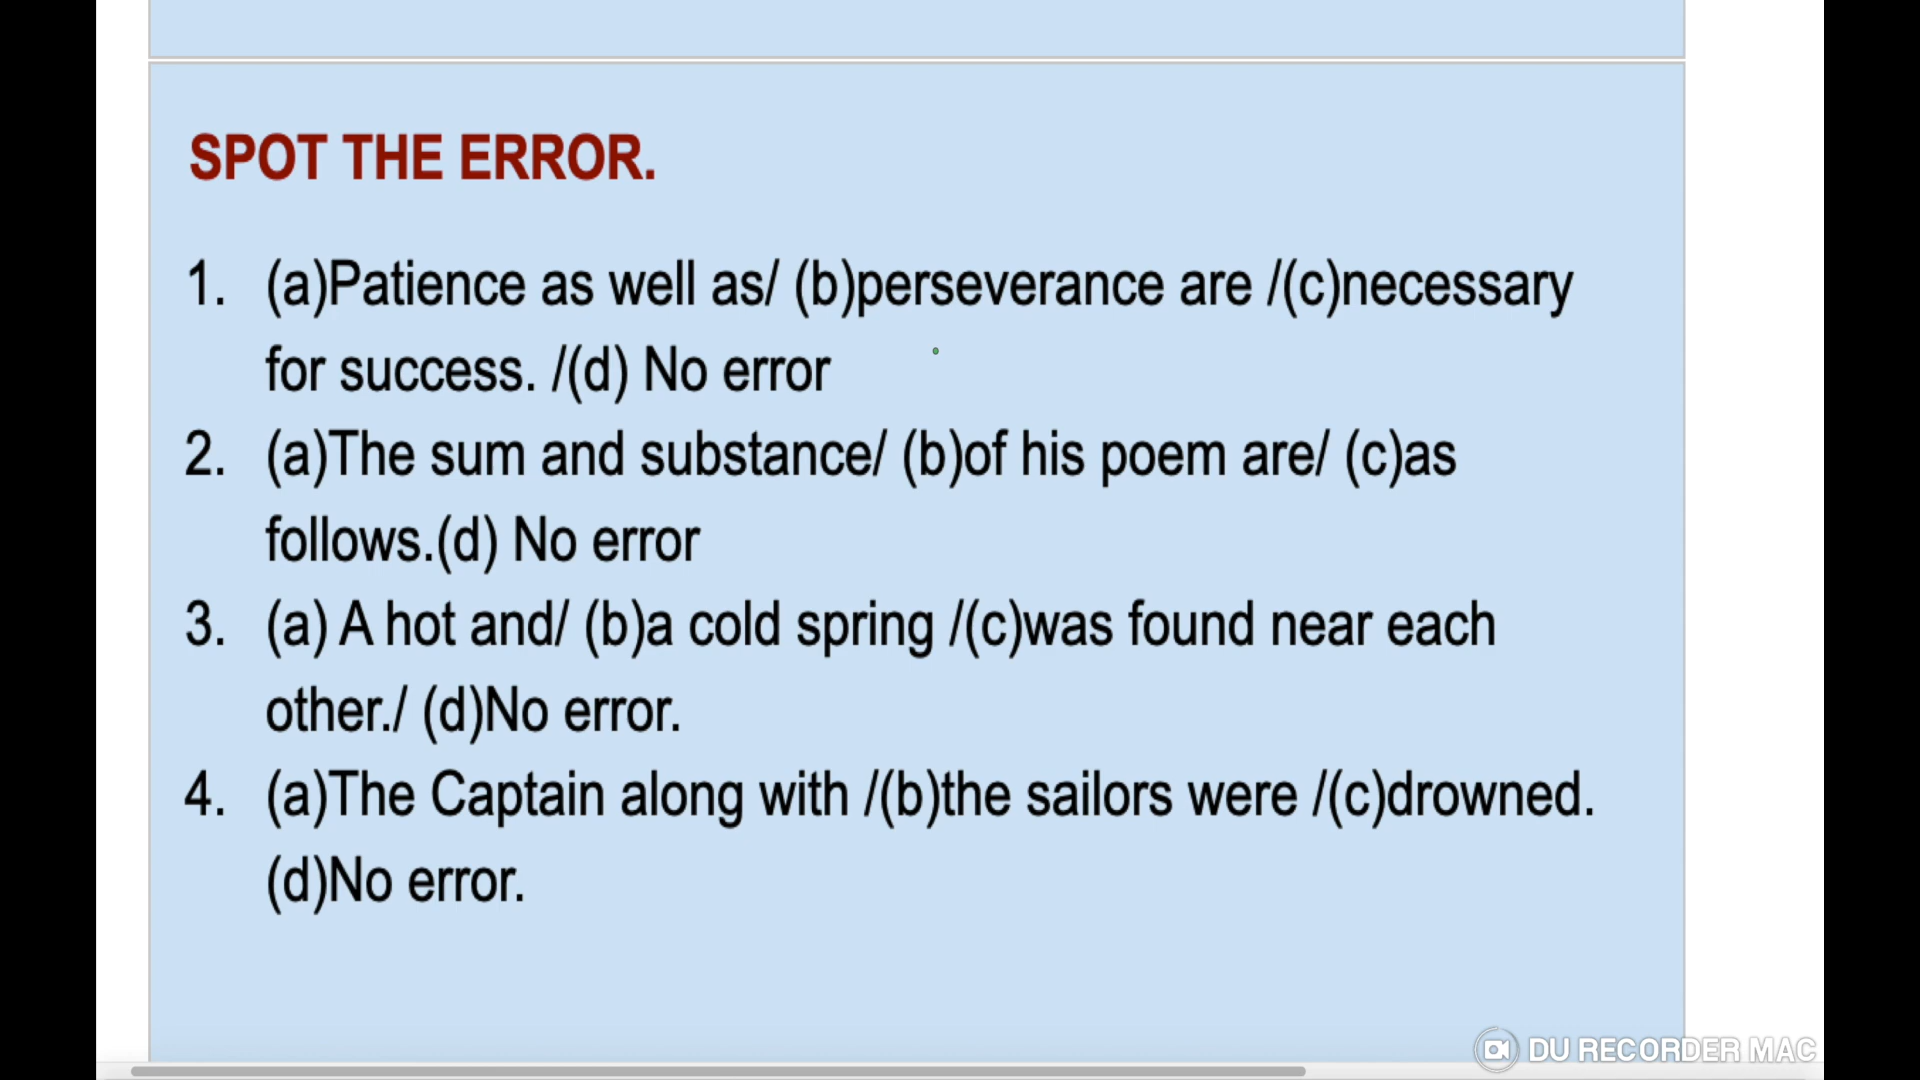 SPOT THE ERROR.
1. (a)Patience as well as/ (b)perseverance are /(c)necessary
for success. /(d) No error
2. (a)The sum and substance/ (b)of his poem are/ (c)as
follows.(d) No error
3. (a) A hot and/ (b)a cold spring /(c)was found near each
other./ (d)No error.
4. (a)The Captain along with /(b)the sailors were /(c)drowned.
(d)No error.
DU RECORDER MAC